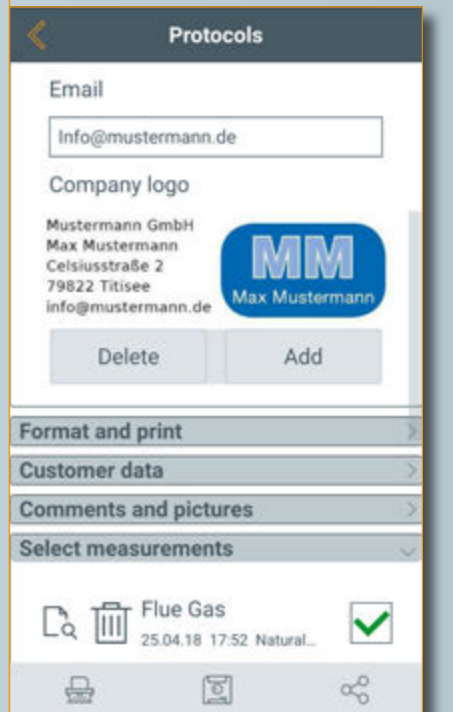 Protocols
Email
Info@mustermann.de
Company logo
Mustermann GmbH
Max Mustermann
Celsiusstraße 2
79822 Titisee
info@mustermann.de
MM
Max Mustermann
Delete Add
Format and print
Customer data
Comments and pictures
Select measurements
Flue Gas
25.04.18 17:52 Natural...